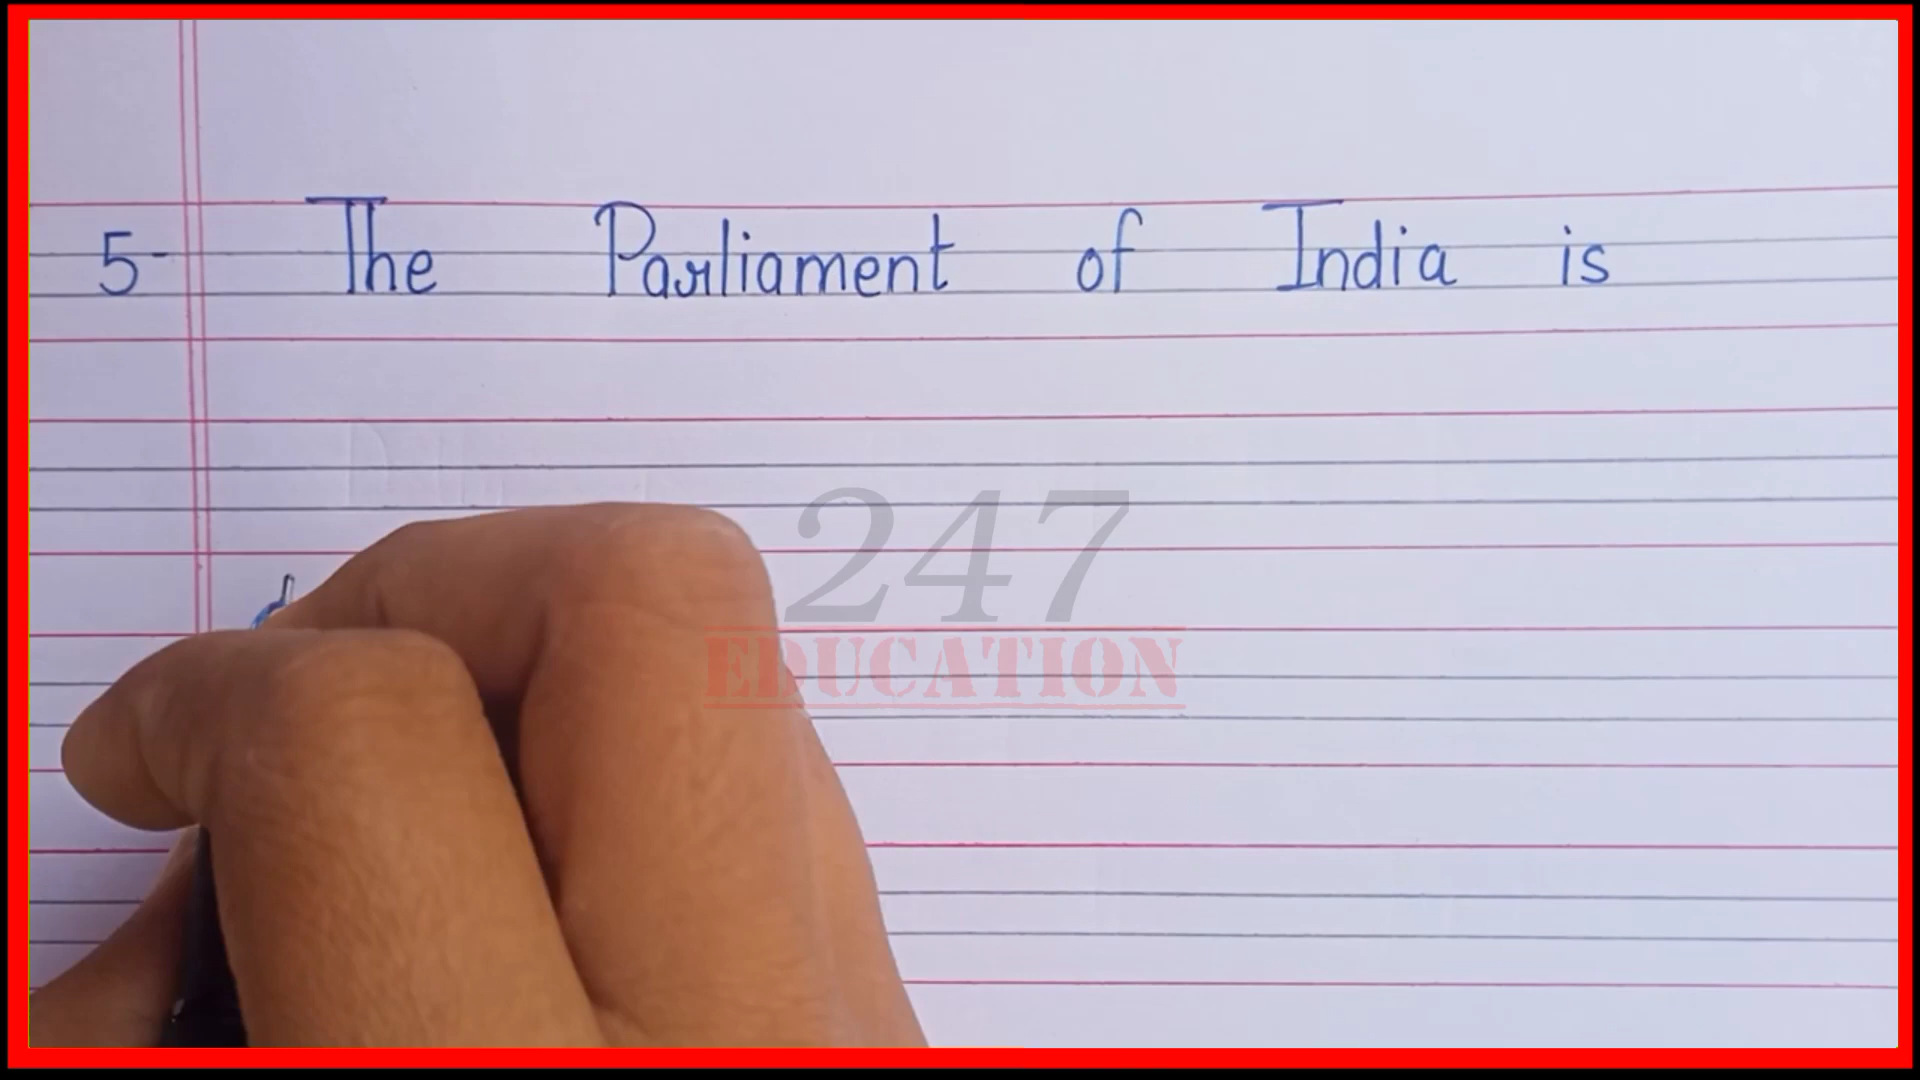 5- The Parliament of India is
247
EDUCATION